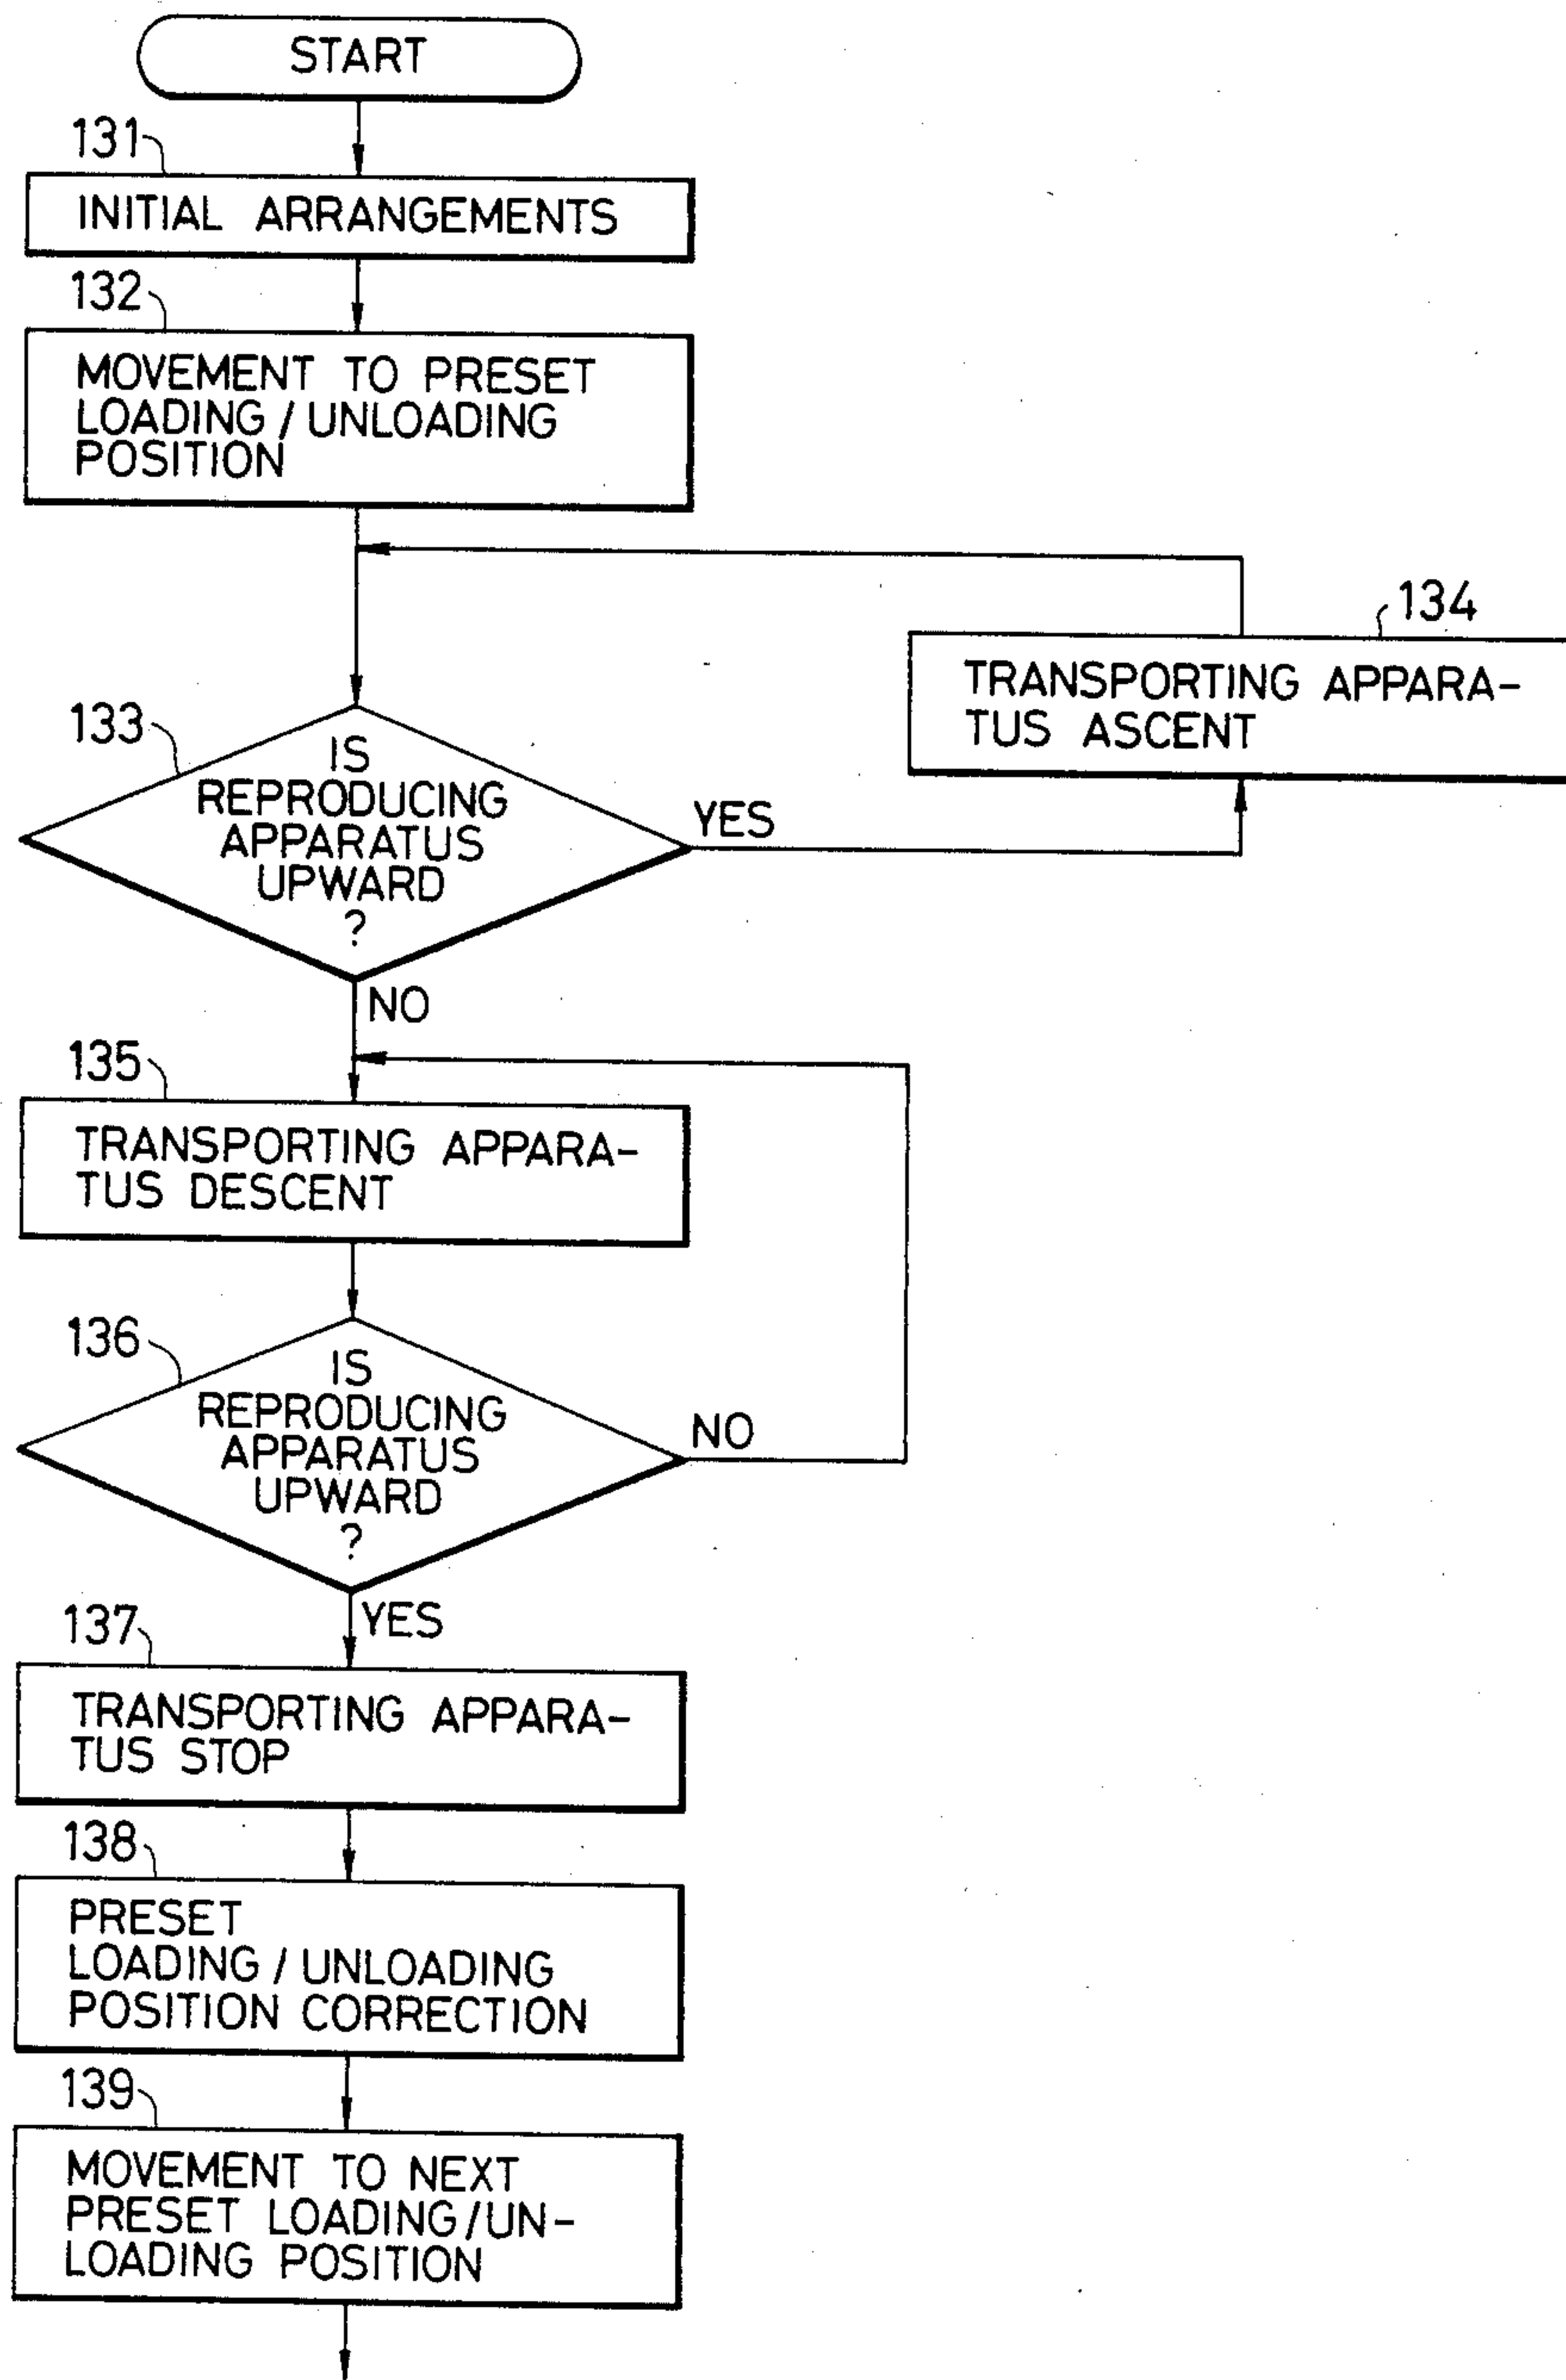 START
131
INITIAL ARRANGEMENTS
132
MOVEMENT TO PRESET
LOADING / UNLOADING
POSITION
134
TRANSPORTING APPARA-
TUS ASCENT
133
IS
REPRODUCING
APPARATUS
UPWARD
?
YES
NO
135
TRANSPORTING APPARA-
TUS DESCENT
136
IS
REPRODUCING
APPARATUS
UPWARD
?
NO
YES
137
TRANSPORTING APPARA-
TUS STOP
138
PRESET
LOADING / UNLOADING
POSITION CORRECTION
139
MOVEMENT TO NEXT
PRESET LOADING/UN-
LOADING POSITION